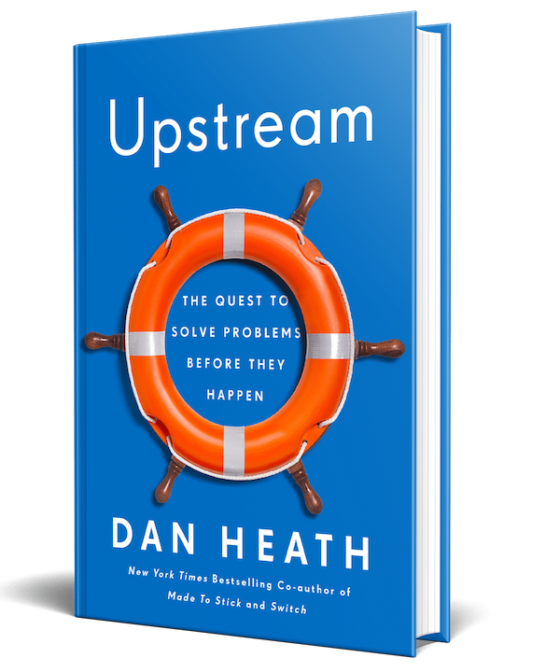 Upstream
THE QUEST TO
SOLVE PROBLEMS
BEFORE THEY
HAPPEN
DAN HEATH
New York Times Bestselling Co-author of
Made To Stick and Switch